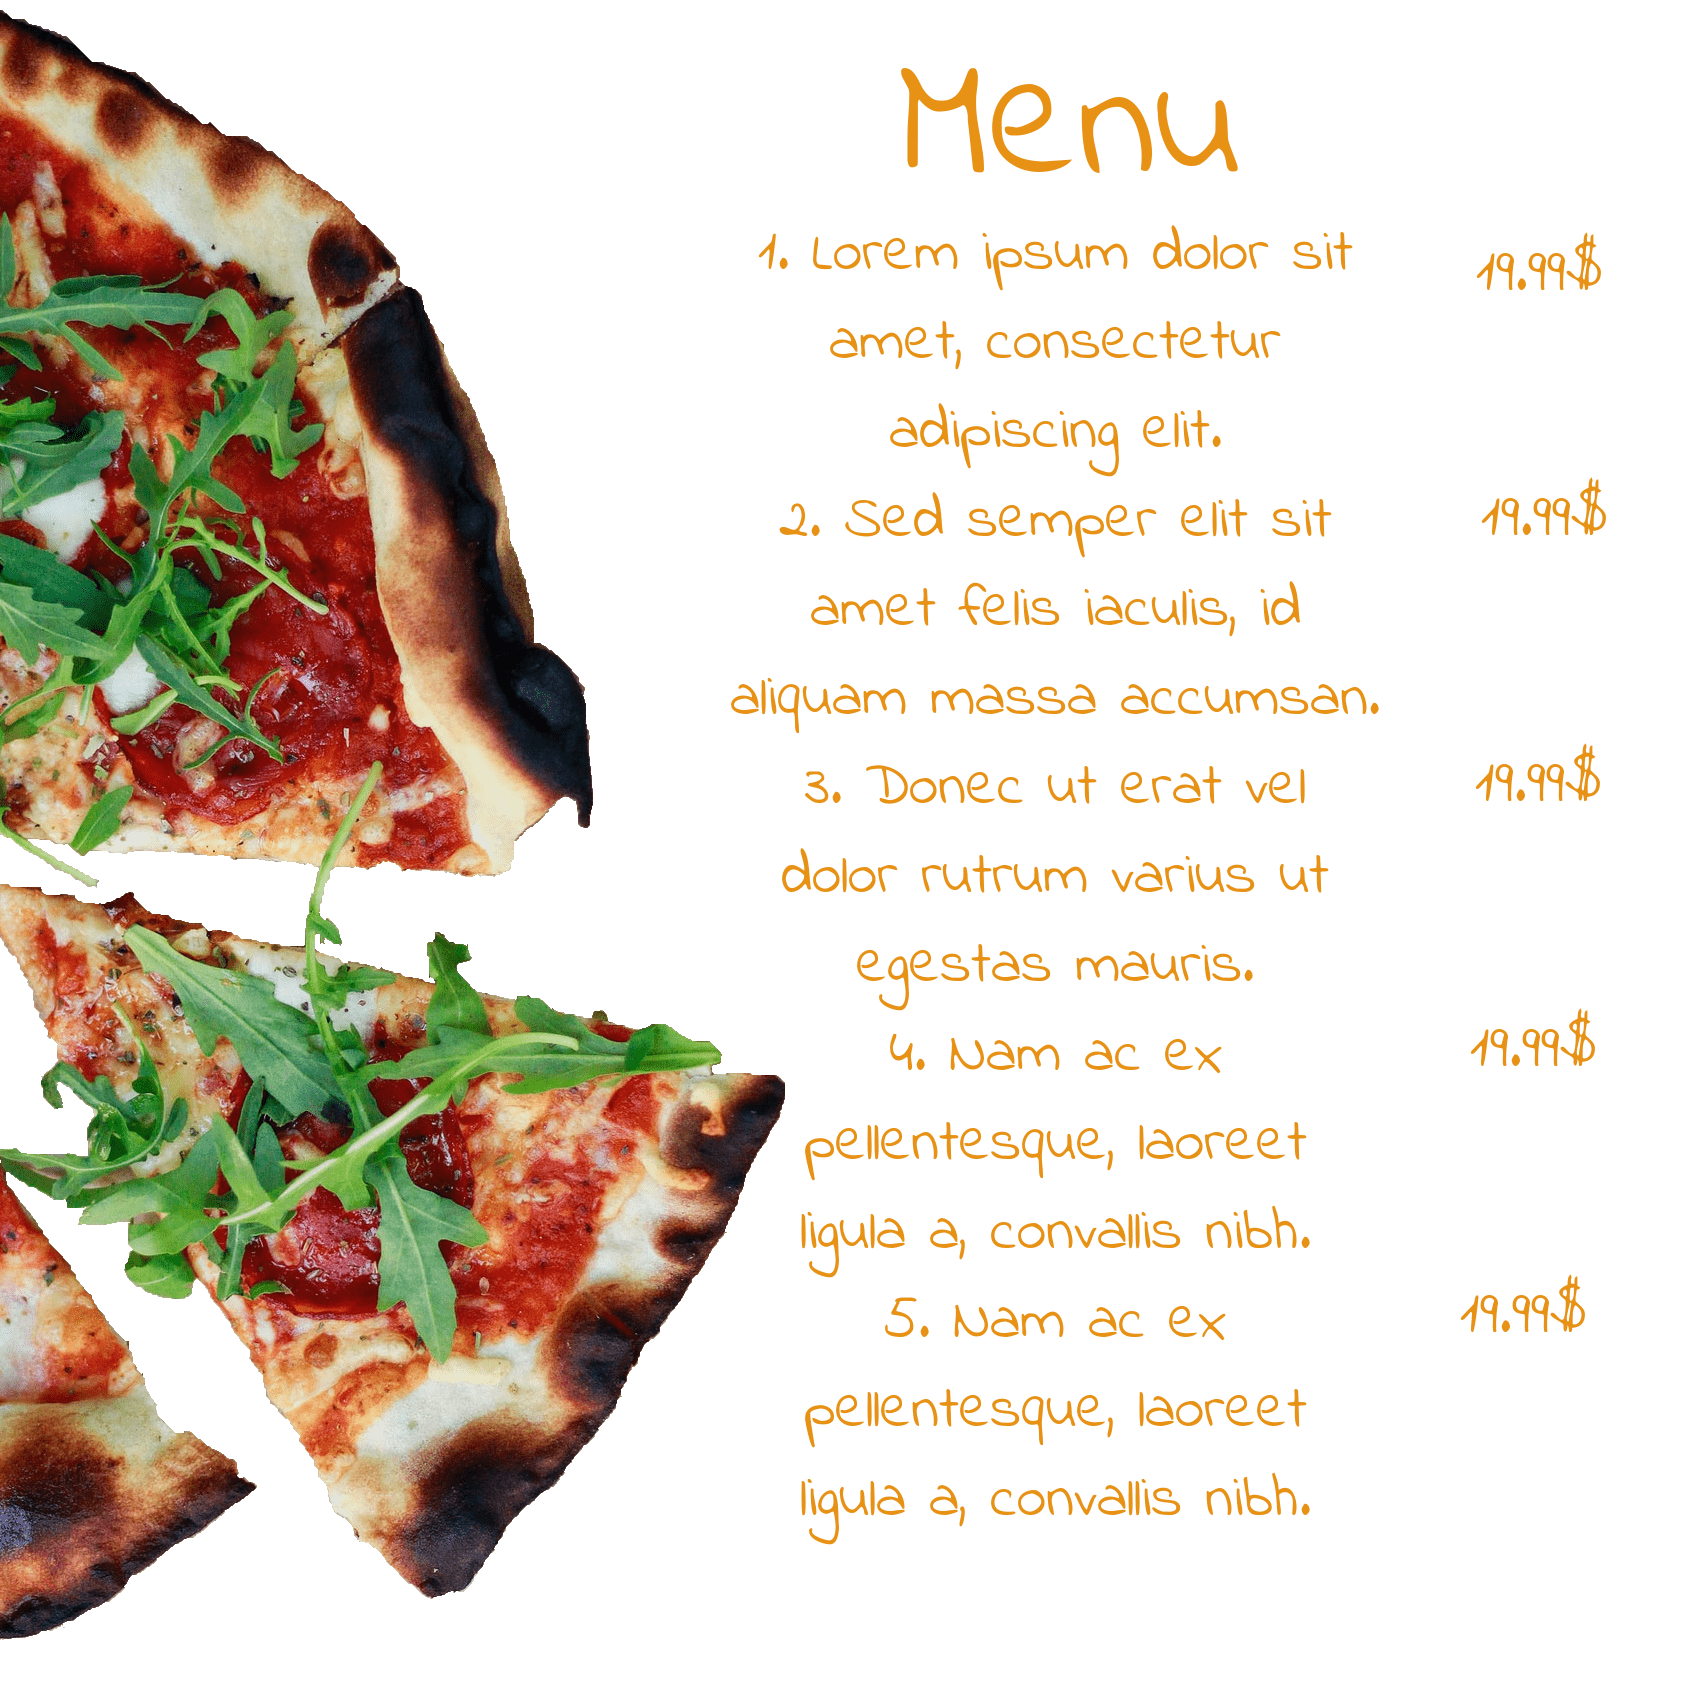 Menu
1. Lorem ipsum dolor sit 19.99$
amet, consectetur
adipiscing elit.
2. Sed semper elit sit 19.99$
amet felis iaculis, id
aliquam massa accumsan.
3. Donec ut erat vel 19.99$
dolor rutrum varius ut
egestas mauris.
4. Nam ac ex 19.99$
pellentesque, laoreet
ligula a, convallis nibh.
5. Nam ac ex 19.99$
pellentesque, laoreet
ligula a, convallis nibh.